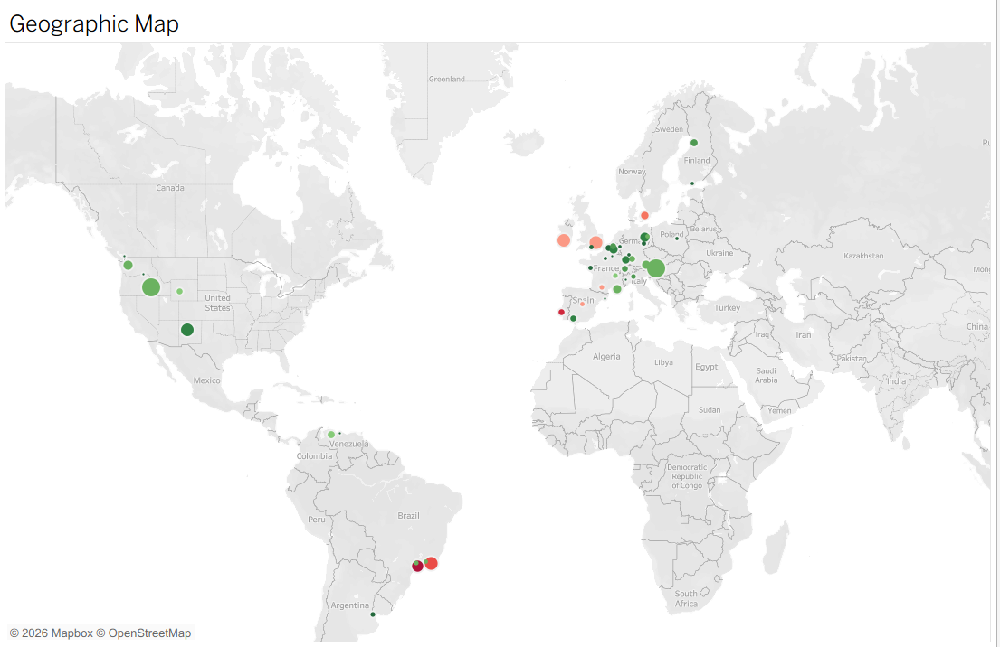 Geographic Map
Greenland
Ru
Sweden
Finland
Norway
Canada
Belarus
Poland
Germ
Ukraine
Kazakhstan
France
Mong
Italy
United
States
Spain
Turkey
China
Iraq
Iran
Algeria
Libya
Egypt
Pakistan
Saudi
Arabia
Mexico
India
Sudan
Yemen
Venezuela
Colombia
Democratic
Republic
of Congo
Brazil
Peru
South
Africa
Argentina
© 2026 Mapbox © OpenStreetMap